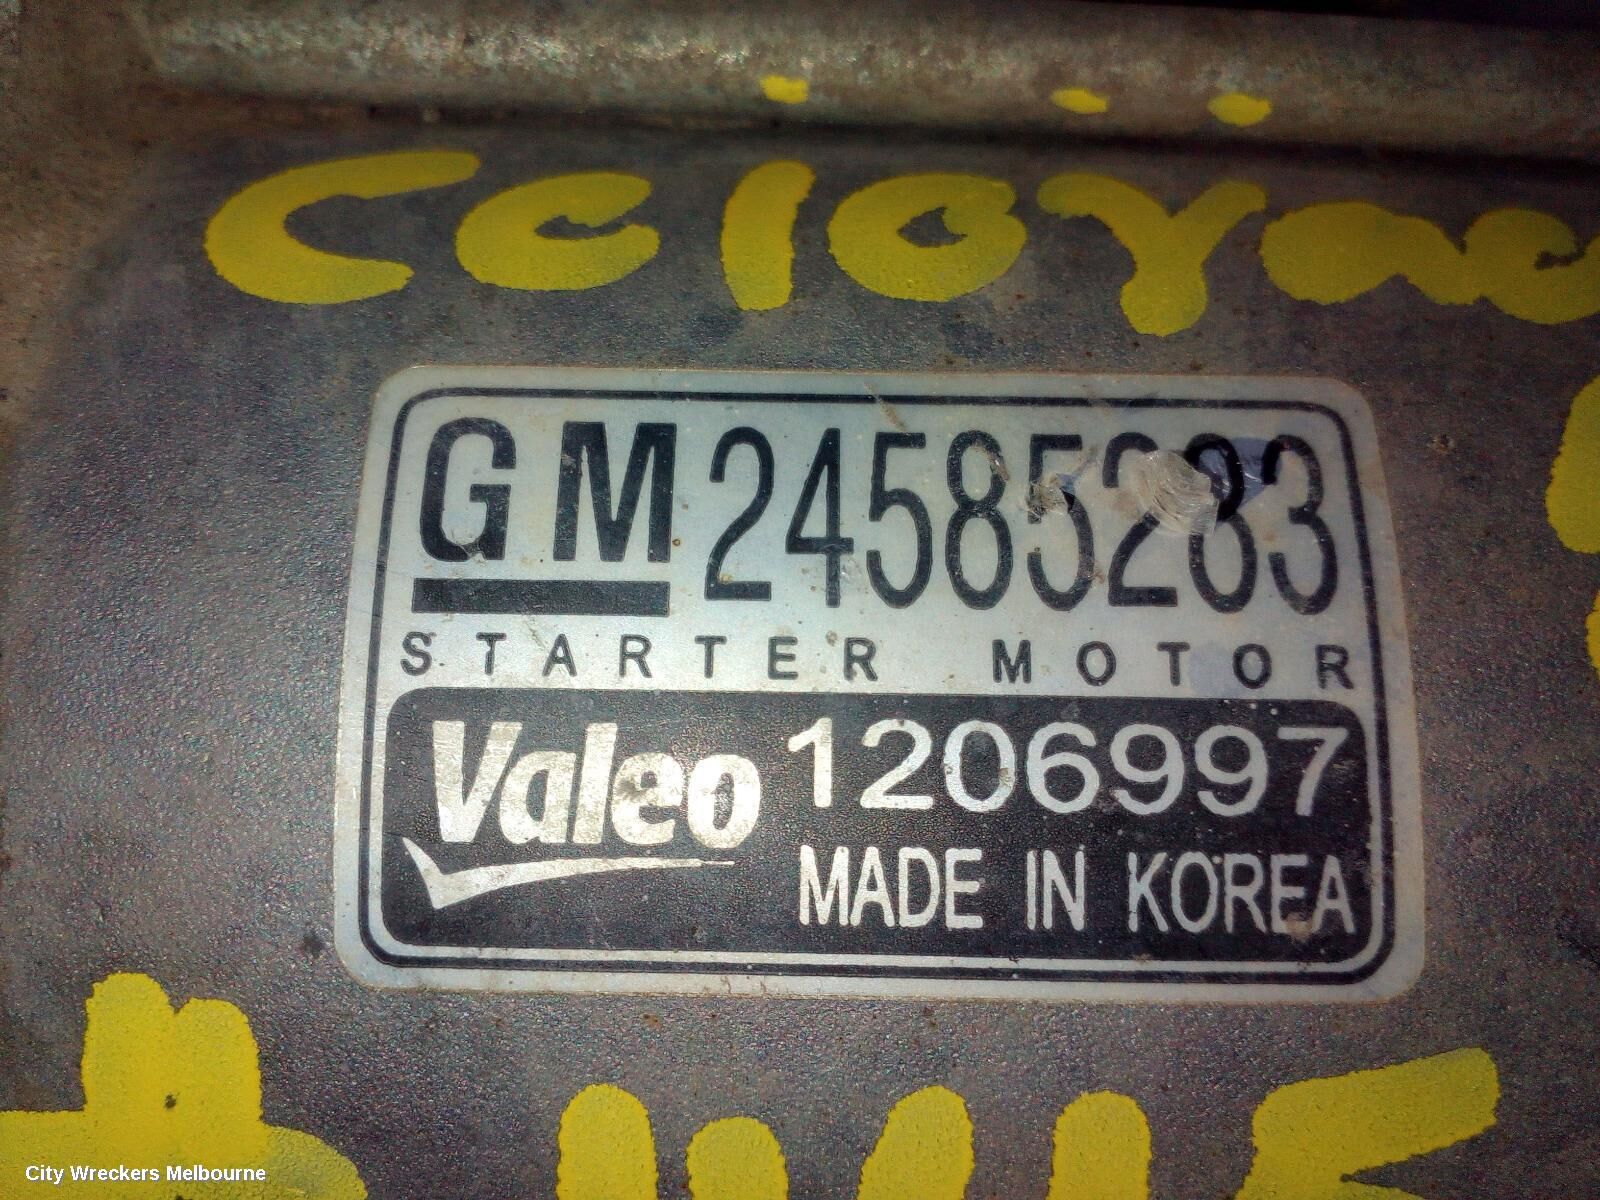 GM 24585283
STARTER MOTOR
Valeo 1206997
MADE IN KOREA
City Wreckers Melbourne